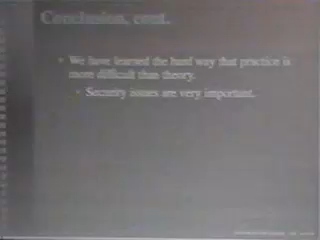 Conclusion, cont.
We have learned the hard way that practice is
more difficult than theory.
Security issues are very important.